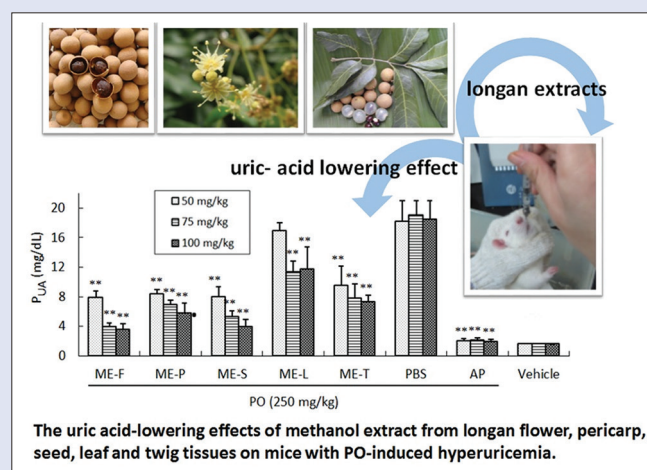 longan extracts
uric- acid lowering effect
50 mg/kg
75 mg/kg
100 mg/kg
P_UA (mg/dL)
20
16
12
8
4
0
** ** ** ** ** ** ** ** ** ** ** ** ** ** ** ** **
ME-F ME-P ME-S ME-L ME-T PBS AP Vehicle
PO (250 mg/kg)
The uric acid-lowering effects of methanol extract from longan flower, pericarp,
seed, leaf and twig tissues on mice with PO-induced hyperuricemia.